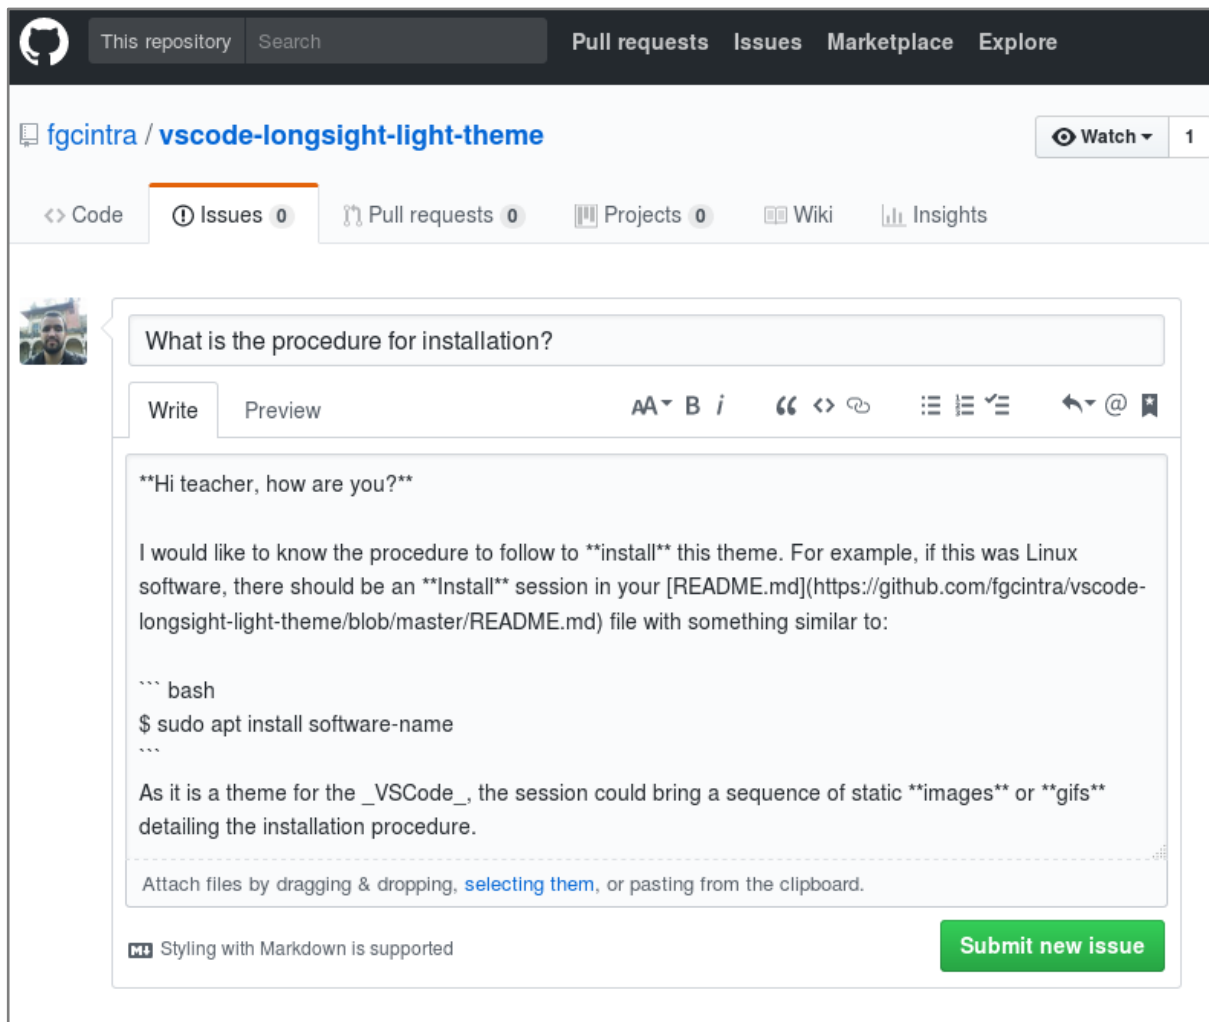 This repository Search Pull requests Issues Marketplace Explore
fgcintra / vscode-longsight-light-theme Watch 1
<> Code Issues 0 Pull requests 0 Projects 0 Wiki Insights
What is the procedure for installation?
Write Preview AA B i “ <> @
**Hi teacher, how are you?**
I would like to know the procedure to follow to **install** this theme. For example, if this was Linux
software, there should be an **Install** session in your [README.md](https://github.com/fgcintra/vscode-
longsight-light-theme/blob/master/README.md) file with something similar to:
``` bash
$ sudo apt install software-name
```
As it is a theme for the _VSCode_, the session could bring a sequence of static **images** or **gifs**
detailing the installation procedure.
Attach files by dragging & dropping, selecting them, or pasting from the clipboard.
Styling with Markdown is supported
Submit new issue